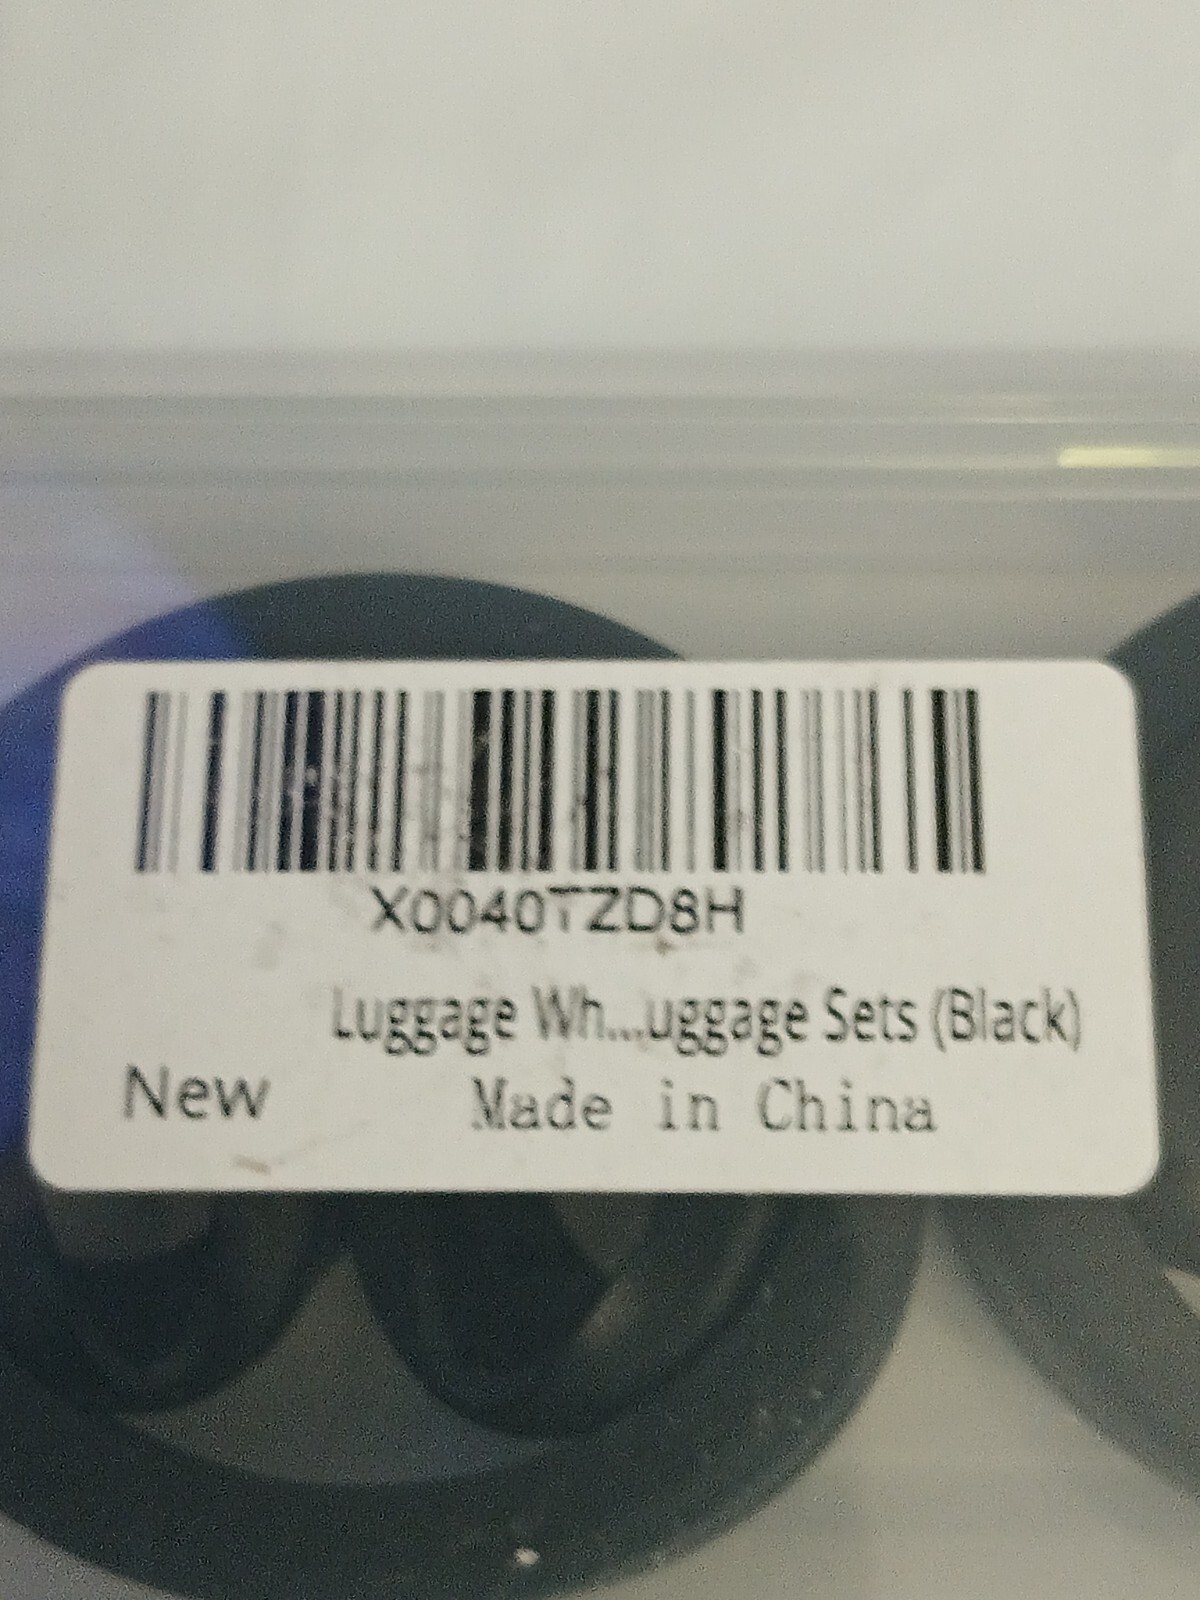 X0040TZD8H
Luggage Wh...uggage Sets (Black)
New
Made in China